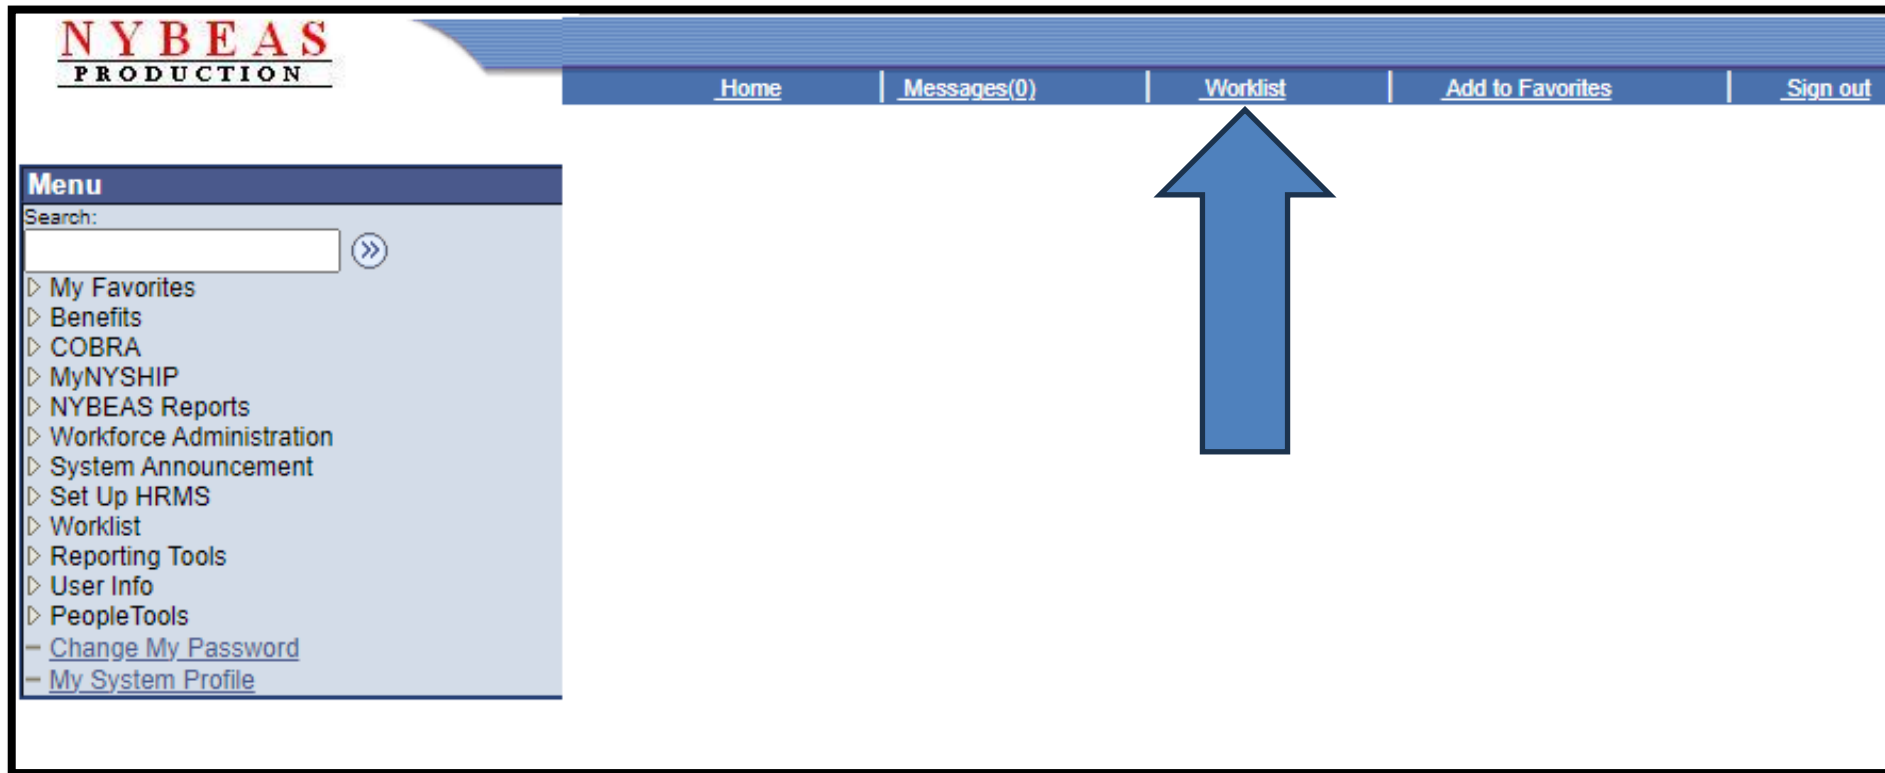 NYBEAS
PRODUCTION
Home | Messages(0) | Worklist | Add to Favorites | Sign out
Menu
Search:
My Favorites
Benefits
COBRA
MyNYSHIP
NYBEAS Reports
Workforce Administration
System Announcement
Set Up HRMS
Worklist
Reporting Tools
User Info
PeopleTools
Change My Password
My System Profile